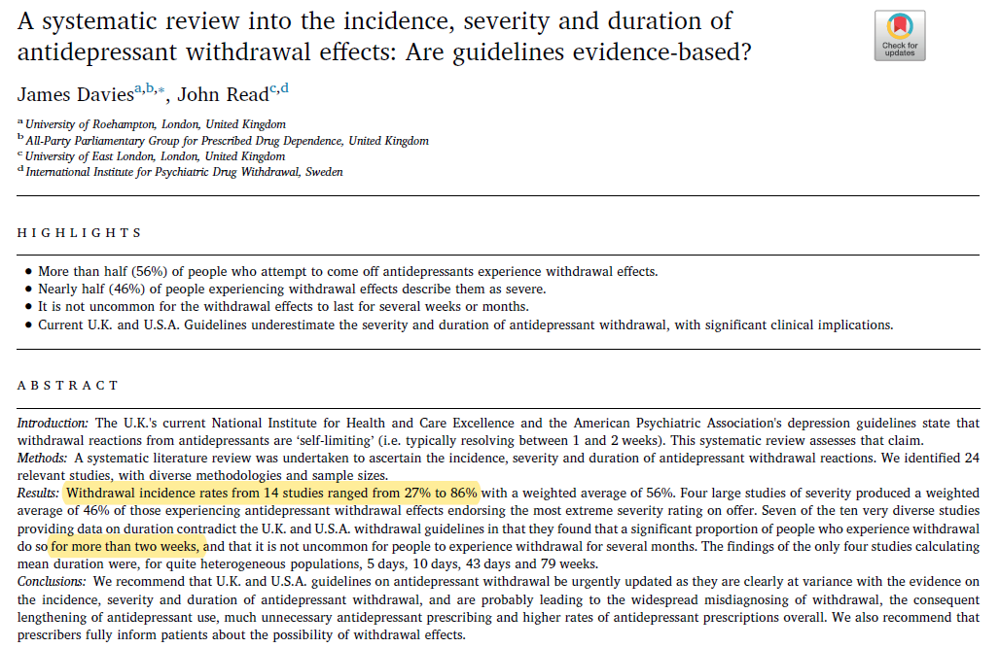 A systematic review into the incidence, severity and duration of
antidepressant withdrawal effects: Are guidelines evidence-based?
Check for
updates
James Daviesa,b,*, John Readc,d
a University of Roehampton, London, United Kingdom
b All-Party Parliamentary Group for Prescribed Drug Dependence, United Kingdom
c University of East London, London, United Kingdom
d International Institute for Psychiatric Drug Withdrawal, Sweden
HIGHLIGHTS
● More than half (56%) of people who attempt to come off antidepressants experience withdrawal effects.
● Nearly half (46%) of people experiencing withdrawal effects describe them as severe.
● It is not uncommon for the withdrawal effects to last for several weeks or months.
● Current U.K. and U.S.A. Guidelines underestimate the severity and duration of antidepressant withdrawal, with significant clinical implications.
ABSTRACT
Introduction: The U.K.'s current National Institute for Health and Care Excellence and the American Psychiatric Association's depression guidelines state that
withdrawal reactions from antidepressants are ‘self-limiting’ (i.e. typically resolving between 1 and 2 weeks). This systematic review assesses that claim.
Methods: A systematic literature review was undertaken to ascertain the incidence, severity and duration of antidepressant withdrawal reactions. We identified 24
relevant studies, with diverse methodologies and sample sizes.
Results: Withdrawal incidence rates from 14 studies ranged from 27% to 86% with a weighted average of 56%. Four large studies of severity produced a weighted
average of 46% of those experiencing antidepressant withdrawal effects endorsing the most extreme severity rating on offer. Seven of the ten very diverse studies
providing data on duration contradict the U.K. and U.S.A. withdrawal guidelines in that they found that a significant proportion of people who experience withdrawal
do so for more than two weeks, and that it is not uncommon for people to experience withdrawal for several months. The findings of the only four studies calculating
mean duration were, for quite heterogeneous populations, 5 days, 10 days, 43 days and 79 weeks.
Conclusions: We recommend that U.K. and U.S.A. guidelines on antidepressant withdrawal be urgently updated as they are clearly at variance with the evidence on
the incidence, severity and duration of antidepressant withdrawal, and are probably leading to the widespread misdiagnosing of withdrawal, the consequent
lengthening of antidepressant use, much unnecessary antidepressant prescribing and higher rates of antidepressant prescriptions overall. We also recommend that
prescribers fully inform patients about the possibility of withdrawal effects.